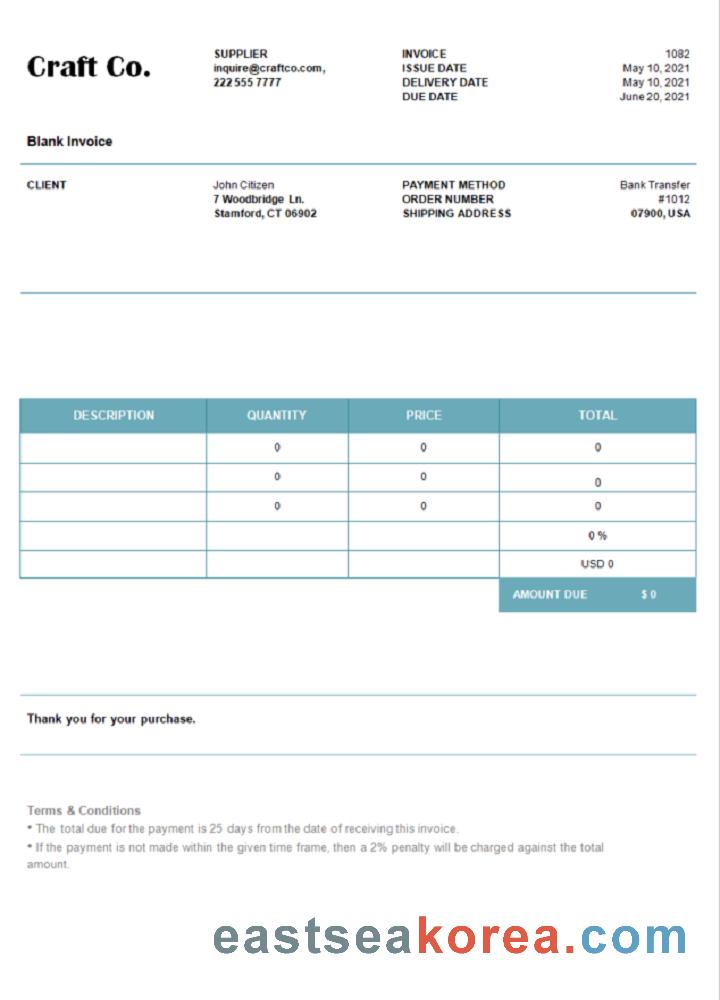 Craft Co.
SUPPLIER
inquire@craftco.com,
222 555 7777
INVOICE 1082
ISSUE DATE May 10, 2021
DELIVERY DATE May 10, 2021
DUE DATE June 20, 2021
Blank Invoice
CLIENT
John Citizen
7 Woodbridge Ln.
Stamford, CT 06902
PAYMENT METHOD Bank Transfer
ORDER NUMBER #1012
SHIPPING ADDRESS 07900, USA
DESCRIPTION QUANTITY PRICE TOTAL
0 0 0
0 0 0
0 0 0
0 %
USD 0
AMOUNT DUE $ 0
Thank you for your purchase.
Terms & Conditions
* The total due for the payment is 25 days from the date of receiving this invoice.
* If the payment is not made within the given time frame, then a 2% penalty will be charged against the total
amount.
eastseakorea.com